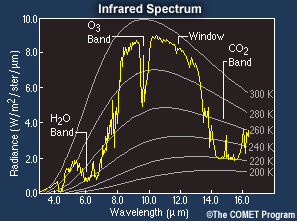 Infrared Spectrum
10.0
8.0
6.0
4.0
2.0
0.0
Radiance (W/m²/ster/µm)
O₃
Band
Window
CO₂
Band
H₂O
Band
300 K
280 K
260 K
240 K
220 K
200 K
4.0
6.0
8.0
10.0
12.0
14.0
16.0
Wavelength (µ m)
©The COMET Program